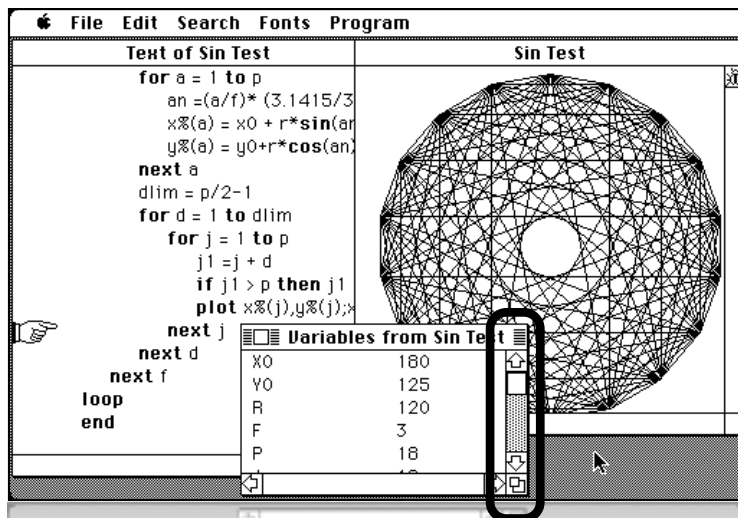 File Edit Search Fonts Program
Text of Sin Test
Sin Test
for a = 1 to p
an =(a/f)* (3.1415/3
x%(a) = x0 + r*sin(an
y%(a) = y0+r*cos(an)
next a
dlim = p/2-1
for d = 1 to dlim
for j = 1 to p
j1 =j + d
if j1 > p then j1
plot x%(j),y%(j);x
next j
next d
next f
loop
end
Variables from Sin Test
X0 180
Y0 125
R 120
F 3
P 18